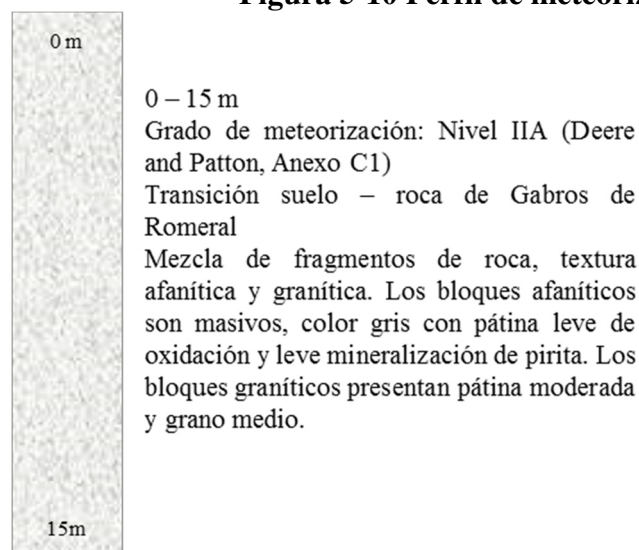 Figura 5-10 Perfil de
0 m
0 – 15 m
Grado de meteorización: Nivel IIA (Deere
and Patton, Anexo C1)
Transición suelo – roca de Gabros de
Romeral
Mezcla de fragmentos de roca, textura
afanítica y granítica. Los bloques afaníticos
son masivos, color gris con pátina leve de
oxidación y leve mineralización de pirita. Los
bloques graníticos presentan pátina moderada
y grano medio.
15m